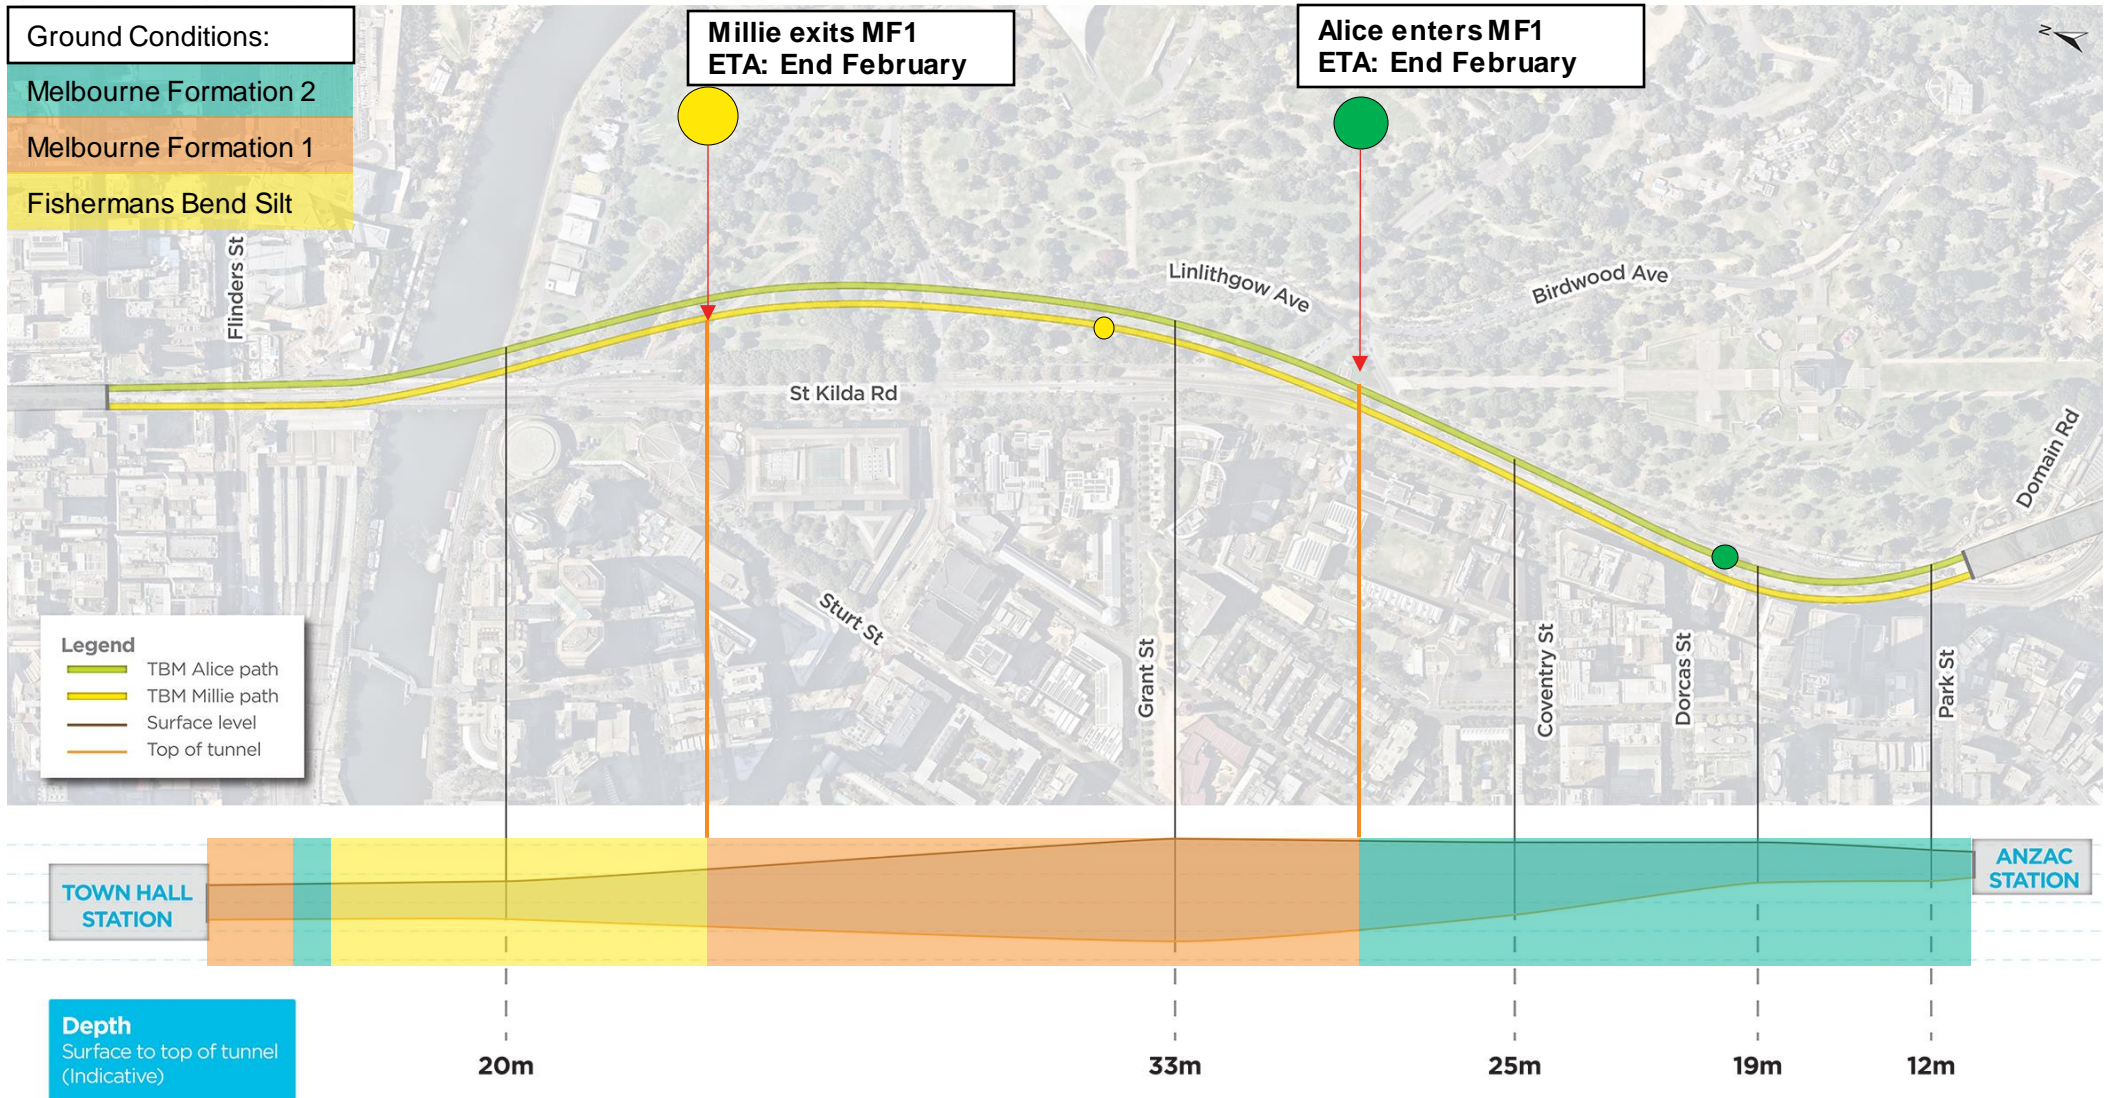 Ground Conditions:
Melbourne Formation 2
Melbourne Formation 1
Fishermans Bend Silt
Millie exits MF1
ETA: End February
Alice enters MF1
ETA: End February
N
Flinders St
Linlithgow Ave
Birdwood Ave
St Kilda Rd
Domain Rd
Sturt St
Grant St
Coventry St
Dorcas St
Park St
Legend
TBM Alice path
TBM Millie path
Surface level
Top of tunnel
TOWN HALL
STATION
ANZAC
STATION
Depth
Surface to top of tunnel
(Indicative)
20m
33m
25m
19m
12m